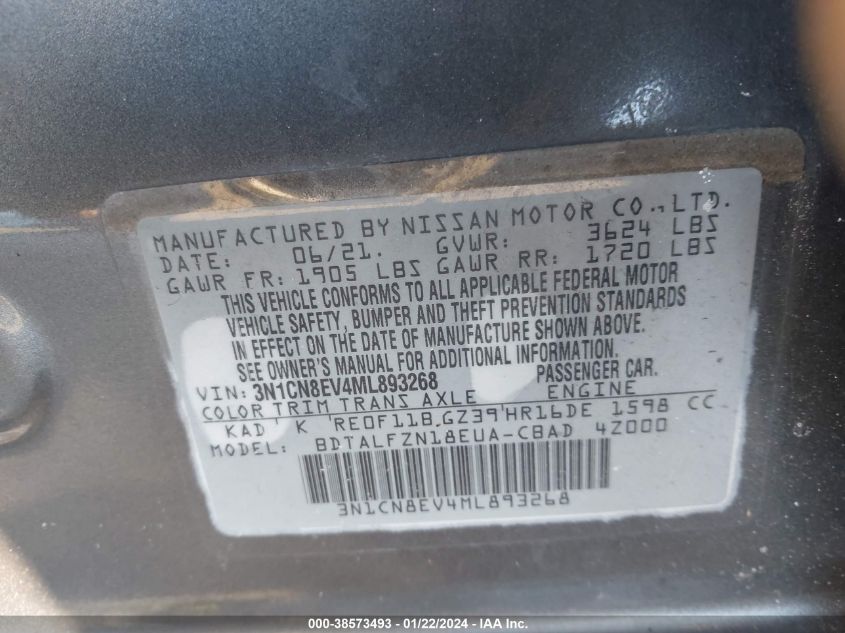 MANUFACTURED BY NISSAN MOTOR CO., LTD.
DATE: 06/21. GVWR: 3624 LBS
GAWR FR: 1905 LBS GAWR RR: 1720 LBS
THIS VEHICLE CONFORMS TO ALL APPLICABLE FEDERAL MOTOR
VEHICLE SAFETY, BUMPER AND THEFT PREVENTION STANDARDS
IN EFFECT ON THE DATE OF MANUFACTURE SHOWN ABOVE.
SEE OWNER'S MANUAL FOR ADDITIONAL INFORMATION.
VIN: 3N1CN8EV4ML893268 PASSENGER CAR.
COLOR TRIM TRANS AXLE ENGINE
KAD K RE0F11B GZ39 HR16DE 1598 CC
MODEL: BDTALFZN18EUA-CBAD 4Z000
3N1CN8EV4ML893268
000-38573493 - 01/22/2024 - IAA Inc.